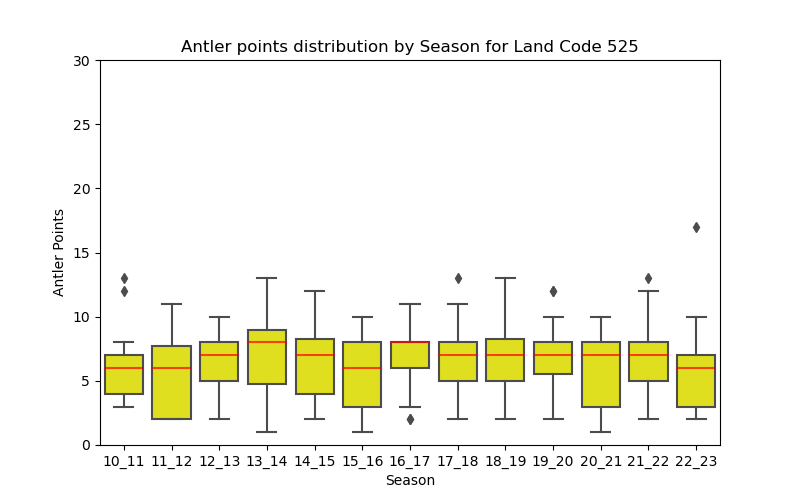 Antler points distribution by Season for Land Code 525
30
25
20
15
10
5
0
Antler Points
10_11 11_12 12_13 13_14 14_15 15_16 16_17 17_18 18_19 19_20 20_21 21_22 22_23
Season